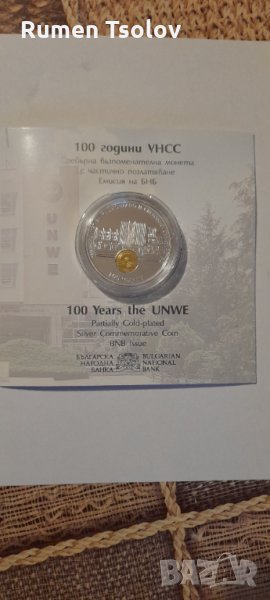 Rumen Tsolov
100 години УНСС
Сребърна възпоменателна монета
с частично позлатяване
Емисия на БНБ
UNWE
100 Years the UNWE
Partially Gold-plated
Silver Commemorative Coin
BNB Issue
БЪЛГАРСКА
НАРОДНА
БАНКА
BULGARIAN
NATIONAL
BANK
BAZAR